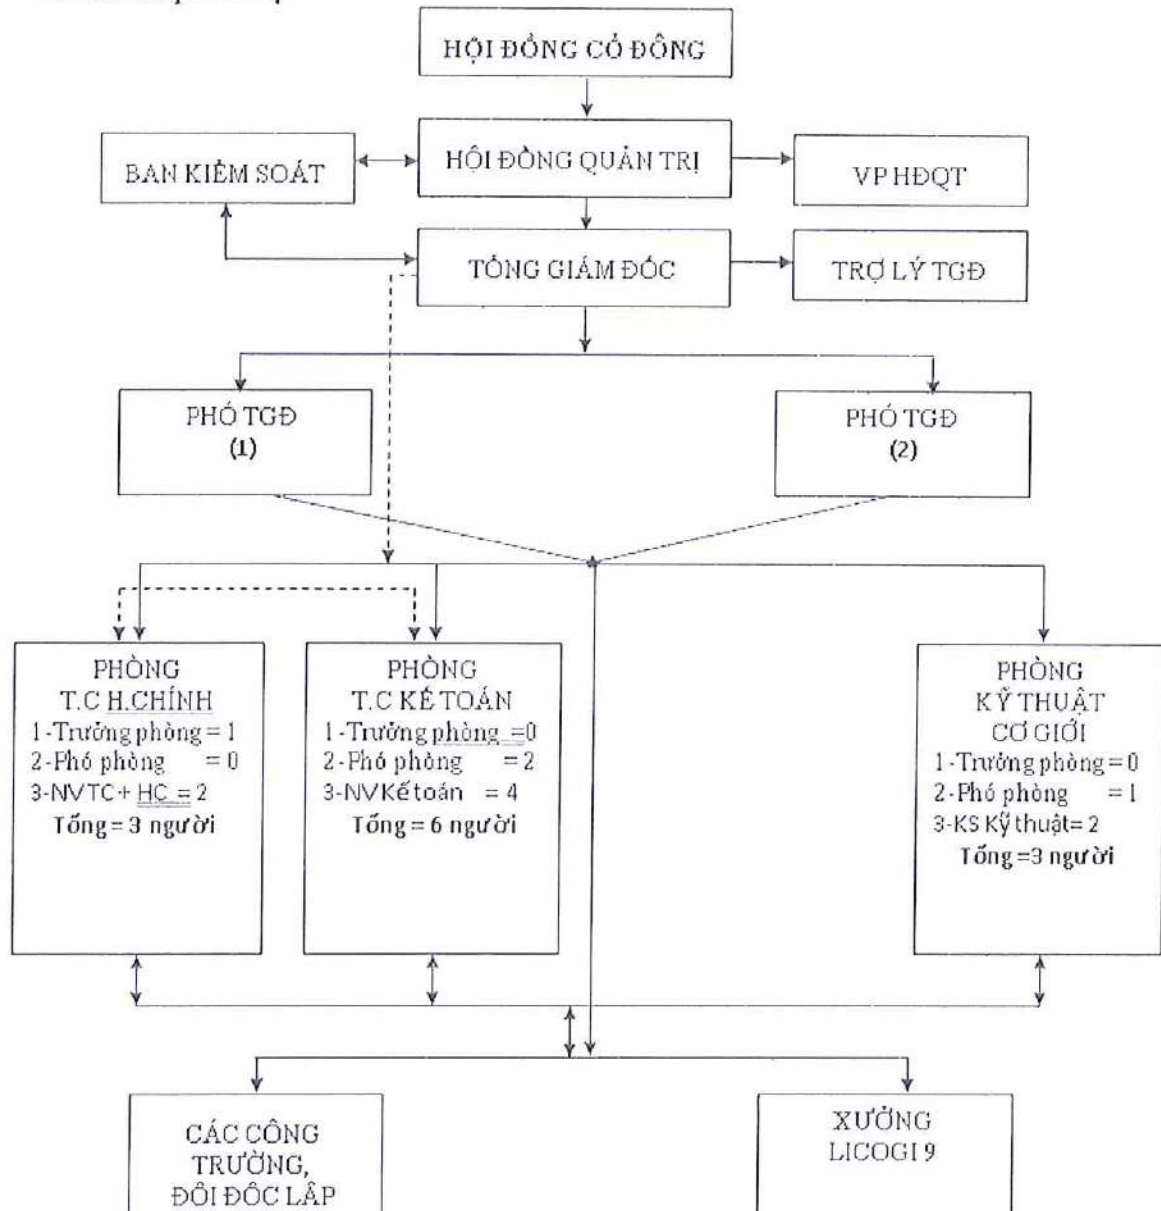 HỘI ĐỒNG CỔ ĐÔNG
BAN KIỂM SOÁT
HỘI ĐỒNG QUẢN TRỊ
VP HĐQT
TỔNG GIÁM ĐỐC
TRỢ LÝ TGĐ
PHÓ TGĐ
(1)
PHÓ TGĐ
(2)
PHÒNG
T.C H.CHÍNH
1-Trưởng phòng = 1
2-Phó phòng = 0
3-NVTC+ HC = 2
Tổng = 3 người
PHÒNG
T.C KẾ TOÁN
1-Trưởng phòng =0
2-Phó phòng = 2
3-NVKế toán = 4
Tổng = 6 người
PHÒNG
KỸ THUẬT
CƠ GIỚI
1-Trưởng phòng=0
2-Phó phòng = 1
3-KS Kỹ thuật= 2
Tổng =3 người
CÁC CÔNG
TRƯỜNG,
ĐỘI ĐỘC LẬP
XƯỞNG
LICOGI 9